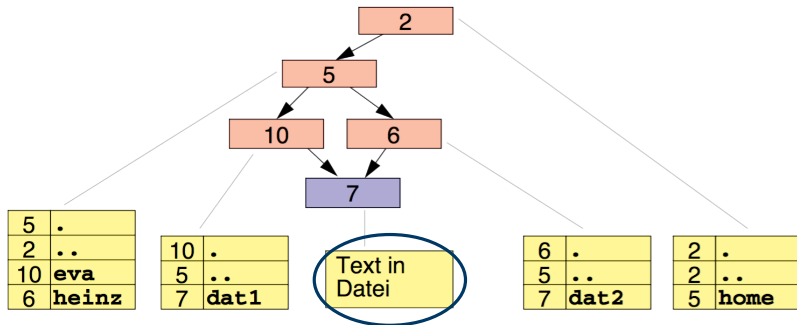 2
5
10 6
7
5 .
2 ..
10 eva
6 heinz
10 .
5 ..
7 dat1
Text in
Datei
6 .
5 ..
7 dat2
2 .
2 ..
5 home